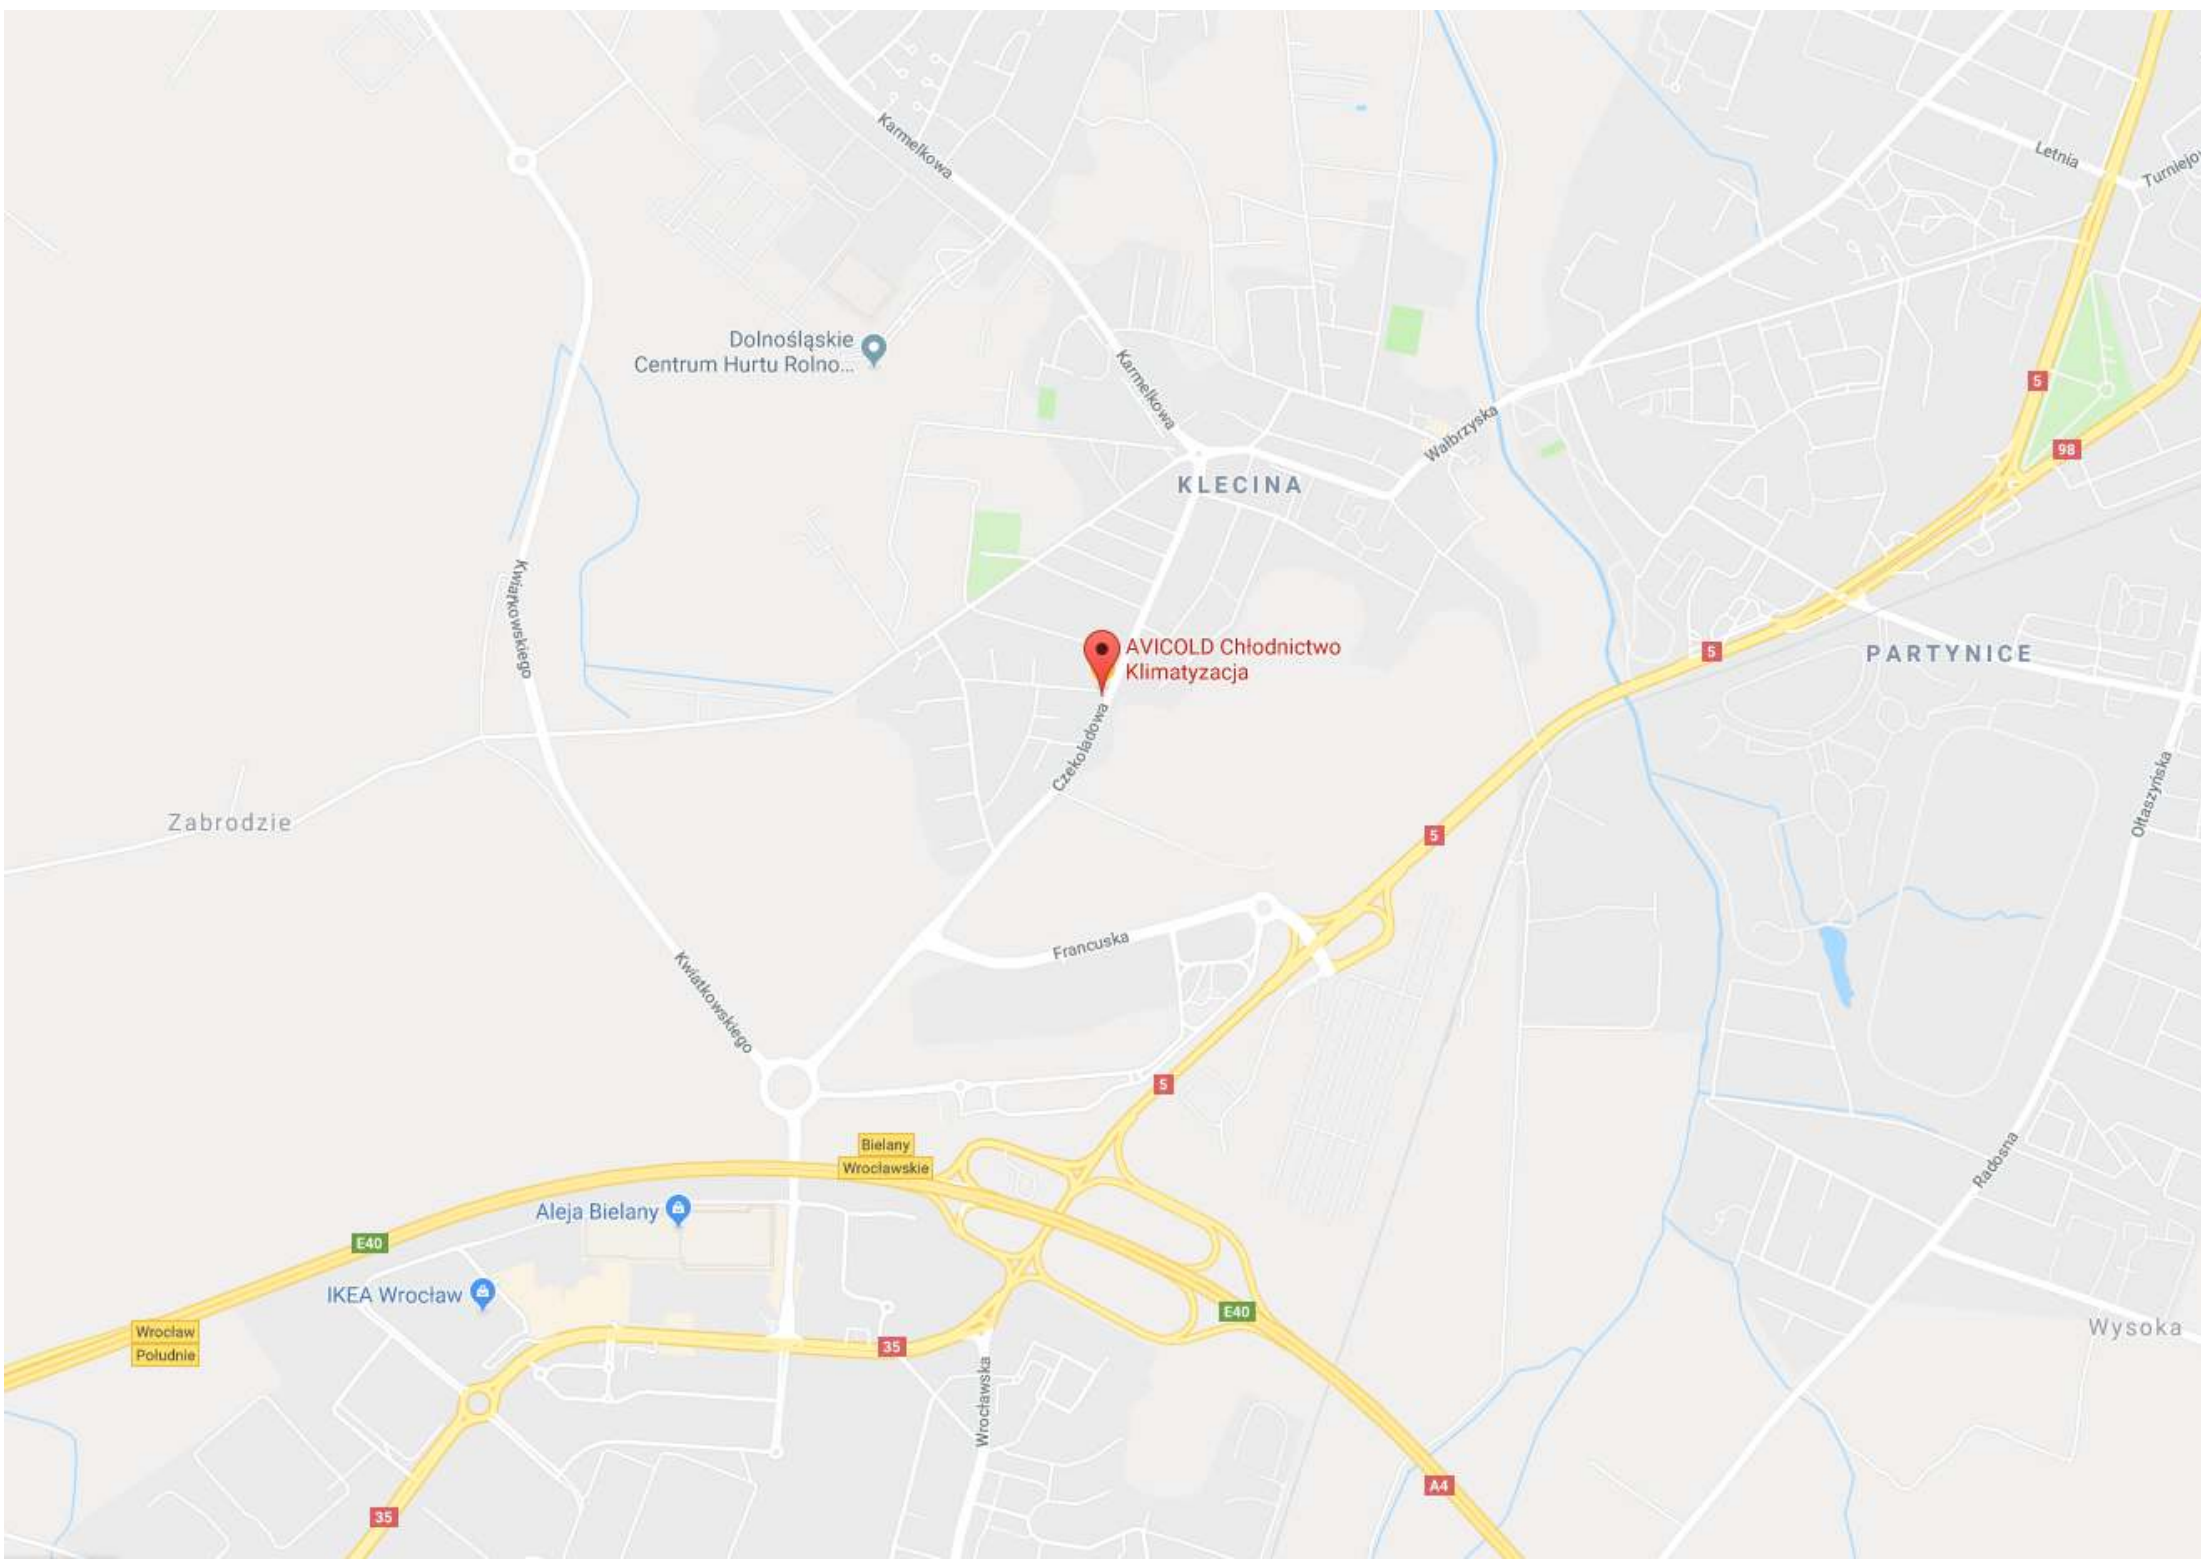 Karmelkowa
Letnia
Dolnośląskie
Centrum Hurtu Rolno...
Karmelkowa
5
Wałbrzyska
98
KLECINA
Kwiatkowskiego
AVICOLD Chłodnictwo
Klimatyzacja
5
PARTYNICE
Czekoladowa
Ołtaszyńska
Zabrodzie
5
Francuska
Kwiatkowskiego
5
Bielany
Wrocławskie
Radosna
Aleja Bielany
E40
IKEA Wrocław
E40
Wrocław
Południe
35
Wysoka
Wrocławska
A4
35